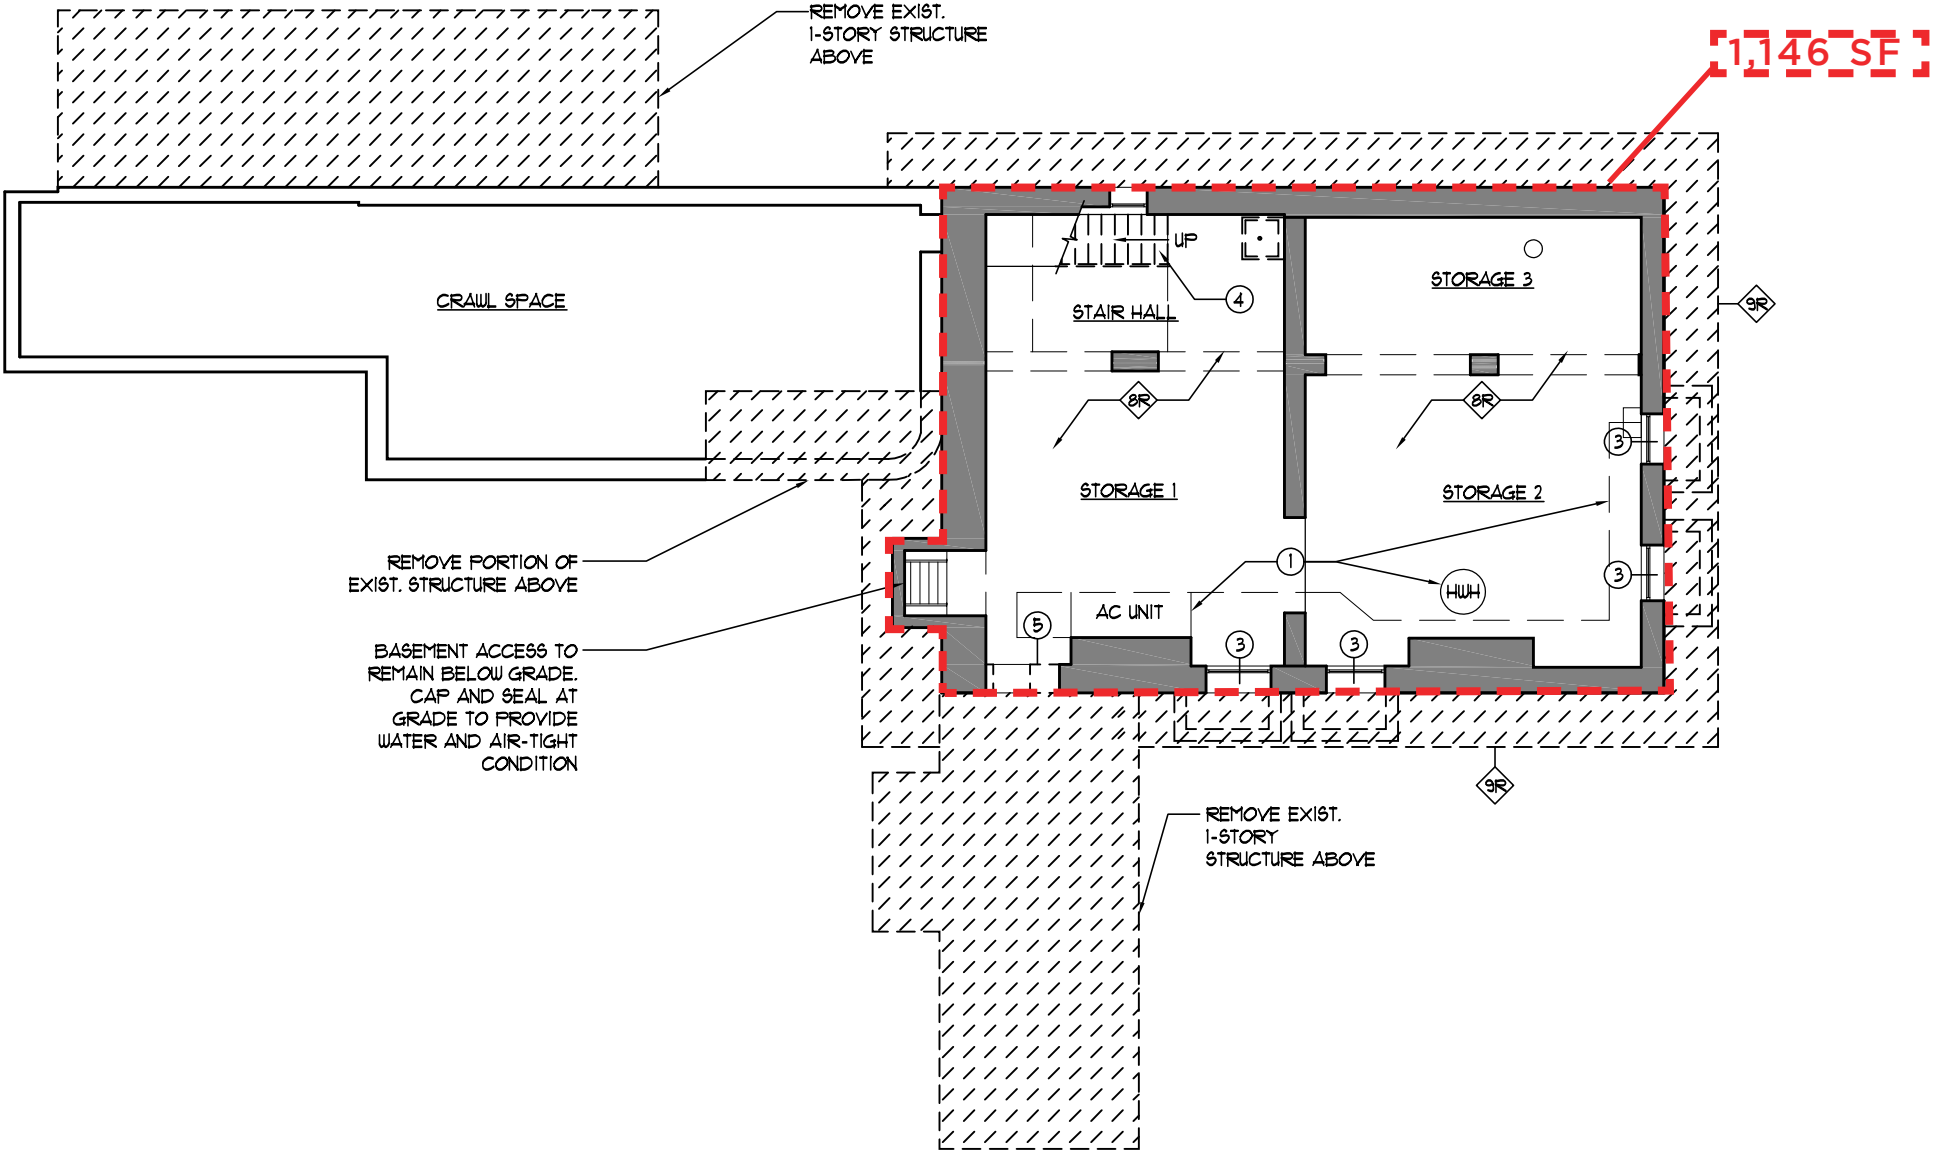 REMOVE EXIST.
1-STORY STRUCTURE
ABOVE
1,146 SF
UP
STORAGE 3
CRAWL SPACE
4
9R
STAIR HALL
8R
8R
3
STORAGE 1
STORAGE 2
REMOVE PORTION OF
EXIST. STRUCTURE ABOVE
1
3
HWH
AC UNIT
5
3
3
BASEMENT ACCESS TO
REMAIN BELOW GRADE.
CAP AND SEAL AT
GRADE TO PROVIDE
WATER AND AIR-TIGHT
CONDITION
9R
REMOVE EXIST.
1-STORY
STRUCTURE ABOVE